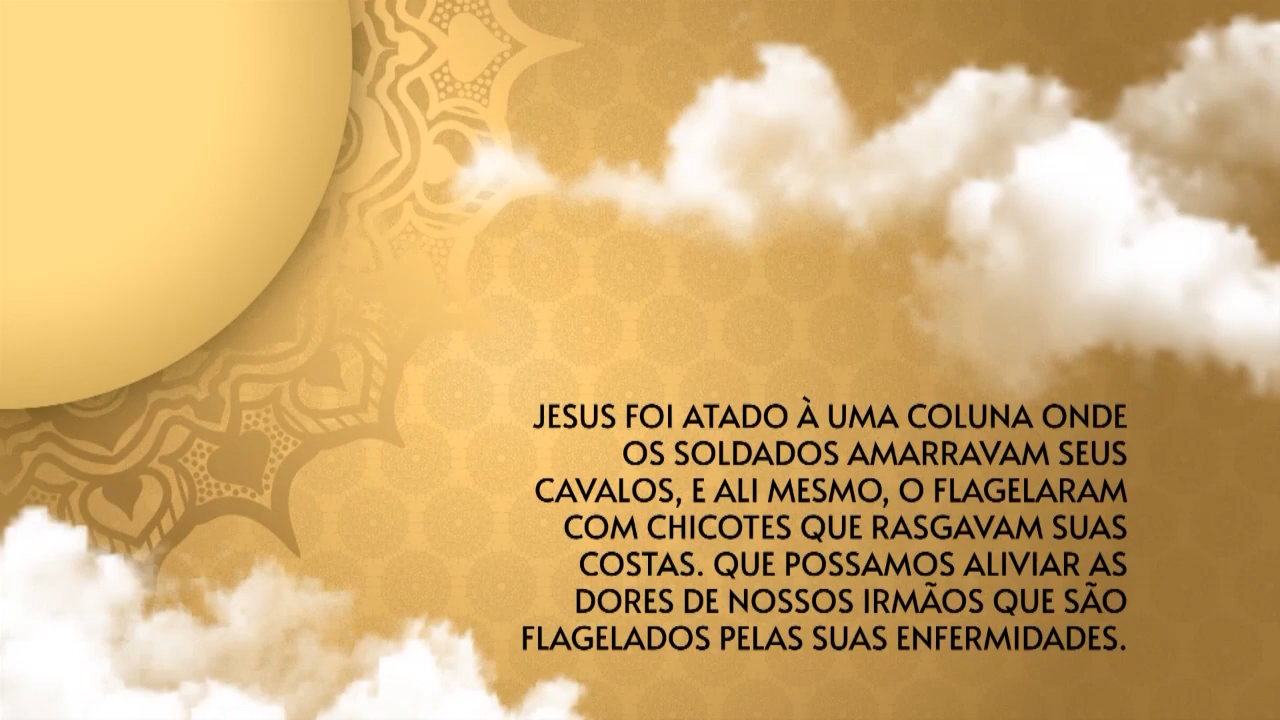 JESUS FOI ATADO À UMA COLUNA ONDE
OS SOLDADOS AMARRAVAM SEUS
CAVALOS, E ALI MESMO, O FLAGELARAM
COM CHICOTES QUE RASGAVAM SUAS
COSTAS. QUE POSSAMOS ALIVIAR AS
DORES DE NOSSOS IRMÃOS QUE SÃO
FLAGELADOS PELAS SUAS ENFERMIDADES.